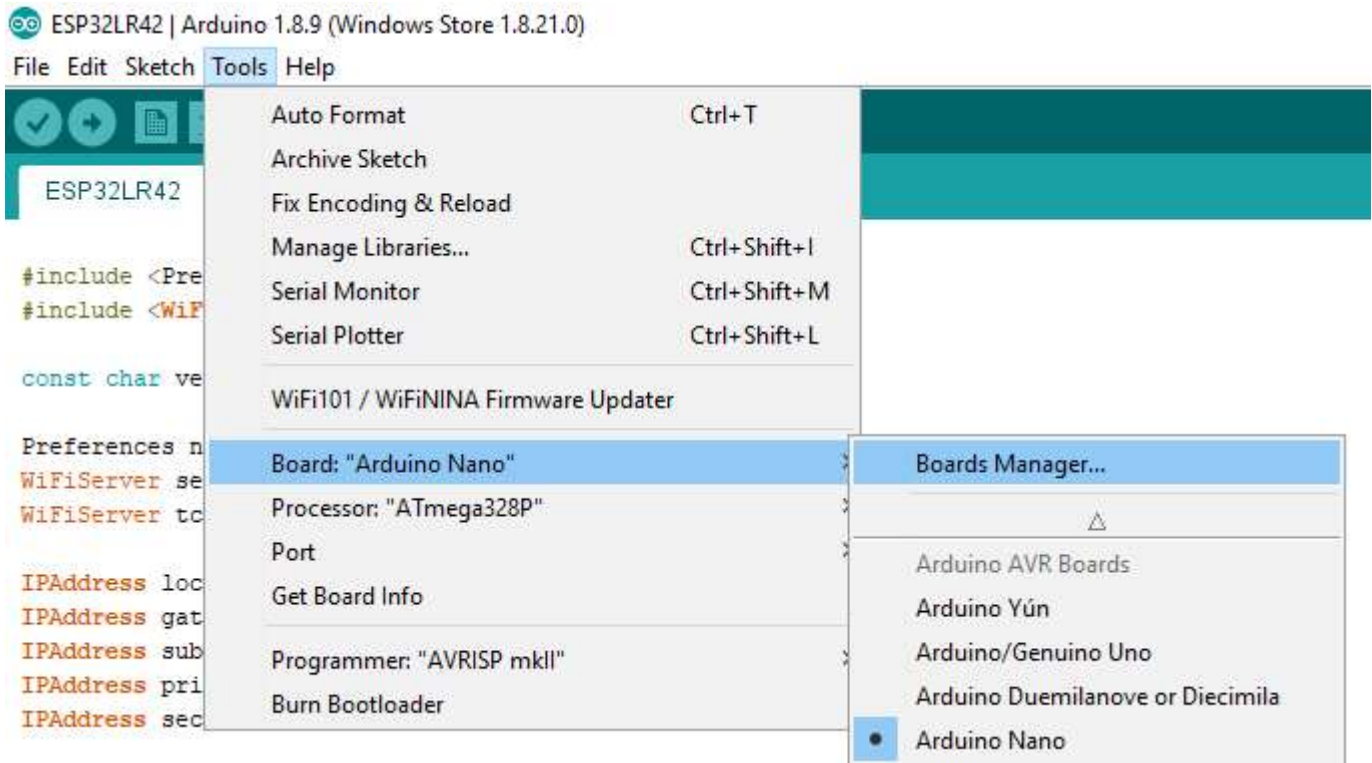 ESP32LR42 | Arduino 1.8.9 (Windows Store 1.8.21.0)
File Edit Sketch Tools Help
Auto Format Ctrl+T
Archive Sketch
Fix Encoding & Reload
Manage Libraries... Ctrl+Shift+I
Serial Monitor Ctrl+Shift+M
Serial Plotter Ctrl+Shift+L
WiFi101 / WiFiNINA Firmware Updater
Board: "Arduino Nano"
Processor: "ATmega328P"
Port
Get Board Info
Programmer: "AVRISP mkII"
Burn Bootloader
Boards Manager...
Arduino AVR Boards
Arduino Yún
Arduino/Genuino Uno
Arduino Duemilanove or Diecimila
Arduino Nano
ESP32LR42
#include <Pre
#include <WiF
const char ve
Preferences n
WiFiServer se
WiFiServer tc
IPAddress loc
IPAddress gat
IPAddress sub
IPAddress pri
IPAddress sec